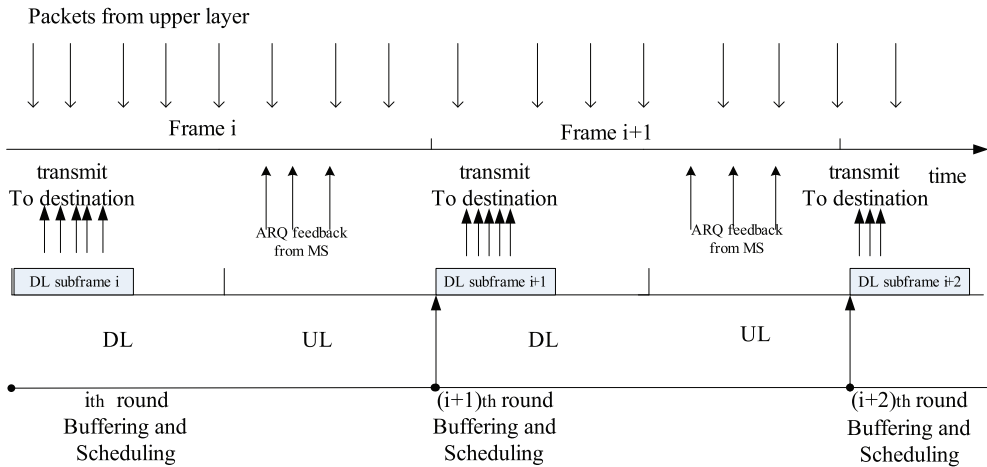 Packets from upper layer
Frame i
Frame i+1
transmit
To destination
transmit
To destination
transmit
To destination
time
ARQ feedback
from MS
ARQ feedback
from MS
DL subframe i
DL subframe i+1
DL subframe i+2
DL
UL
DL
UL
ith round
Buffering and
Scheduling
(i+1)th round
Buffering and
Scheduling
(i+2)th round
Buffering and
Scheduling